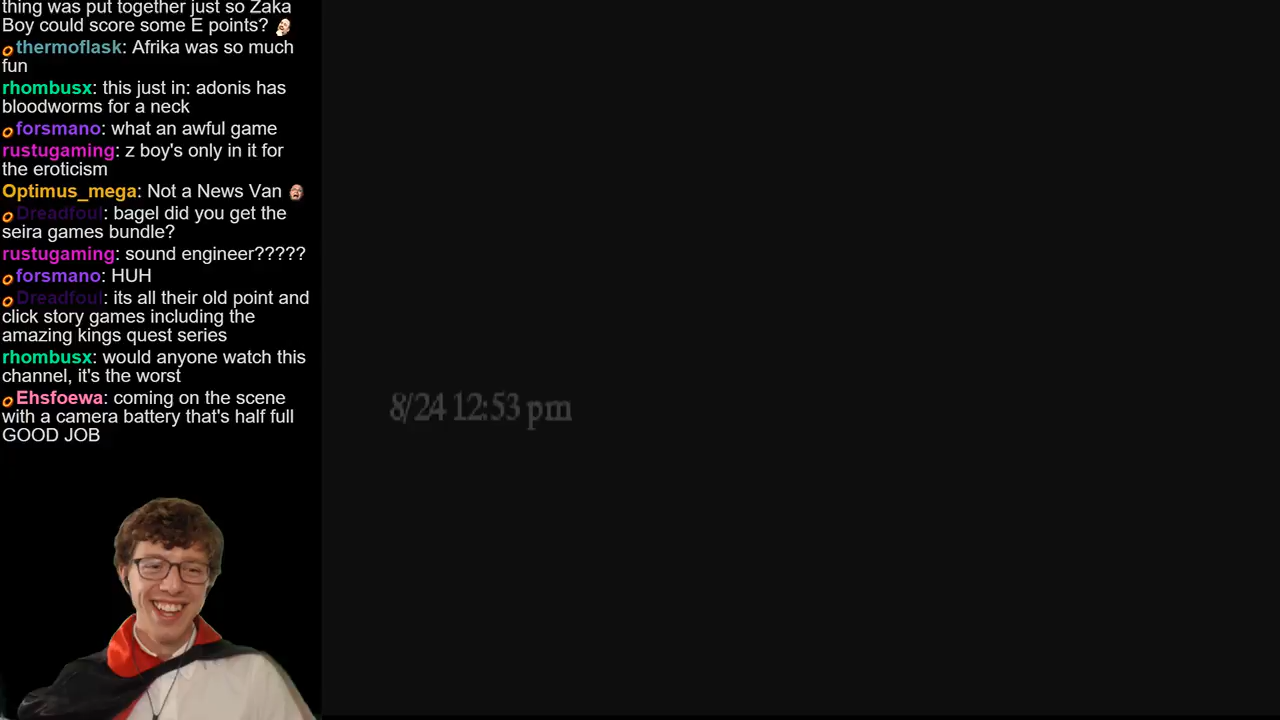 thing was put together just so Zaka
Boy could score some E points?
thermoflask: Afrika was so much
fun
rhombusx: this just in: adonis has
bloodworms for a neck
forsmano: what an awful game
rustugaming: z boy's only in it for
the eroticism
Optimus_mega: Not a News Van
Dreadfoul: bagel did you get the
seira games bundle?
rustugaming: sound engineer?????
forsmano: HUH
Dreadfoul: its all their old point and
click story games including the
amazing kings quest series
rhombusx: would anyone watch this
channel, it's the worst
Ehsfoewa: coming on the scene
with a camera battery that's half full
GOOD JOB
8/24 12:53 pm